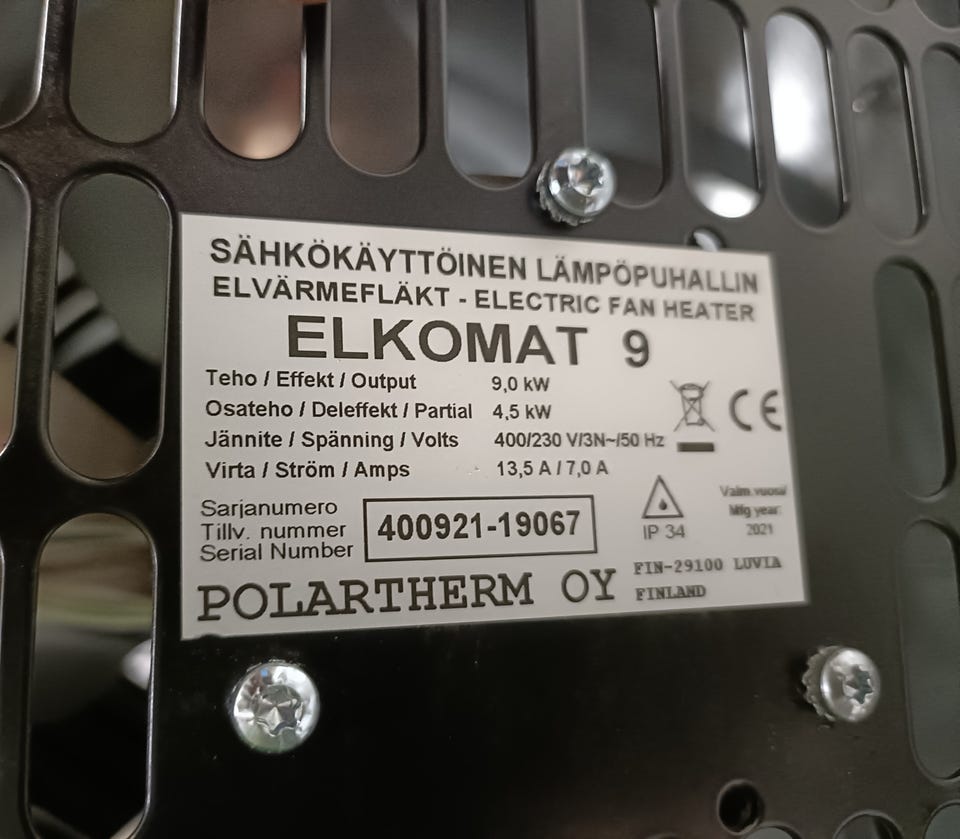 SÄHKÖKÄYTTÖINEN LÄMPÖPUHALLIN
ELVÄRMEFLÄKT - ELECTRIC FAN HEATER
ELKOMAT 9
Teho / Effekt / Output 9,0 kW
Osateho / Deleffekt / Partial 4,5 kW
Jännite / Spänning / Volts 400/230 V/3N~/50 Hz
Virta / Ström / Amps 13,5 A / 7,0 A
CE
Sarjanumero
Tillv. nummer
Serial Number
400921-19067
IP 34
Valm.vuosi/
Mfg year:
2021
POLARTHERM OY
FIN-29100 LUVIA
FINLAND